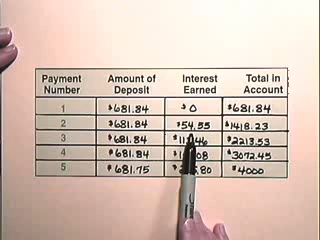 Payment Number Amount of Deposit Interest Earned Total in Account
1 $681.84 $0 $681.84
2 $681.84 $54.55 $1418.23
3 $681.84 $2213.53
4 $681.84 $3072.45
5 $681.75 $4000